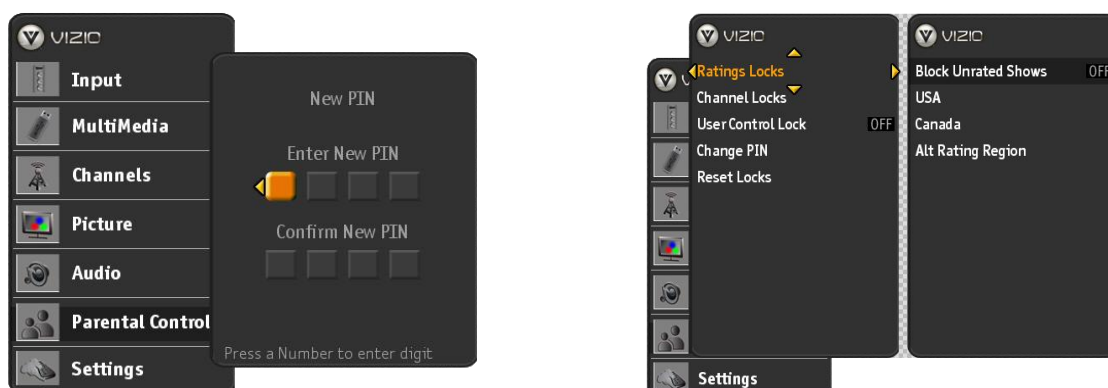 VIZIO
Input
MultiMedia
Channels
Picture
Audio
Parental Control
Settings
New PIN
Enter New PIN
Confirm New PIN
Press a Number to enter digit
VIZIO
Ratings Locks
Channel Locks
User Control Lock OFF
Change PIN
Reset Locks
Settings
VIZIO
Block Unrated Shows OFF
USA
Canada
Alt Rating Region